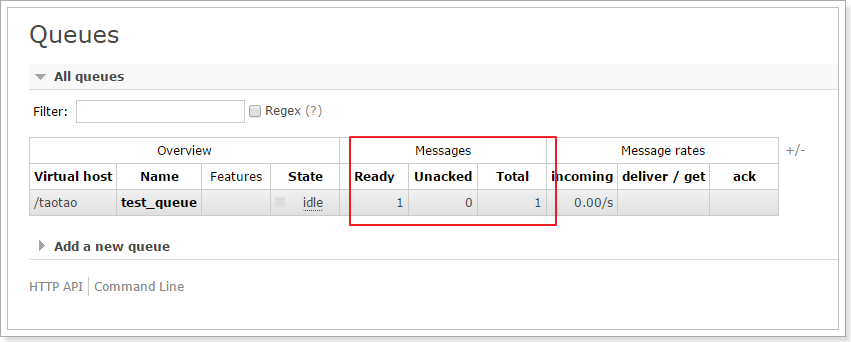 Queues
All queues
Filter: Regex (?)
Overview Messages Message rates +/-
Virtual host Name Features State Ready Unacked Total incoming deliver / get ack
/taotao test_queue idle 1 0 1 0.00/s
Add a new queue
HTTP API Command Line